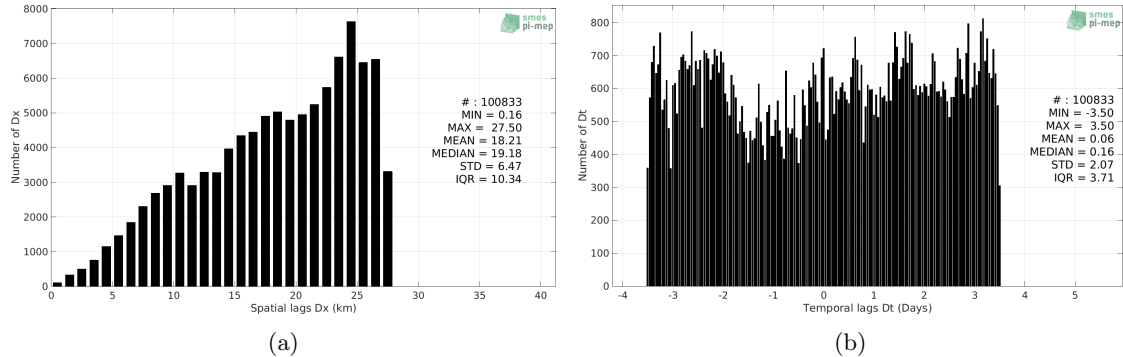 8000
7000
6000
5000
4000
3000
2000
1000
0
Number of Dx
smos
pi-mep
# : 100833
MIN = 0.16
MAX = 27.50
MEAN = 18.21
MEDIAN = 19.18
STD = 6.47
IQR = 10.34
0 5 10 15 20 25 30 35 40
Spatial lags Dx (km)
(a)
800
700
600
500
400
300
200
100
0
Number of Dt
smos
pi-mep
# : 100833
MIN = -3.50
MAX = 3.50
MEAN = 0.06
MEDIAN = 0.16
STD = 2.07
IQR = 3.71
-4 -3 -2 -1 0 1 2 3 4 5
Temporal lags Dt (Days)
(b)